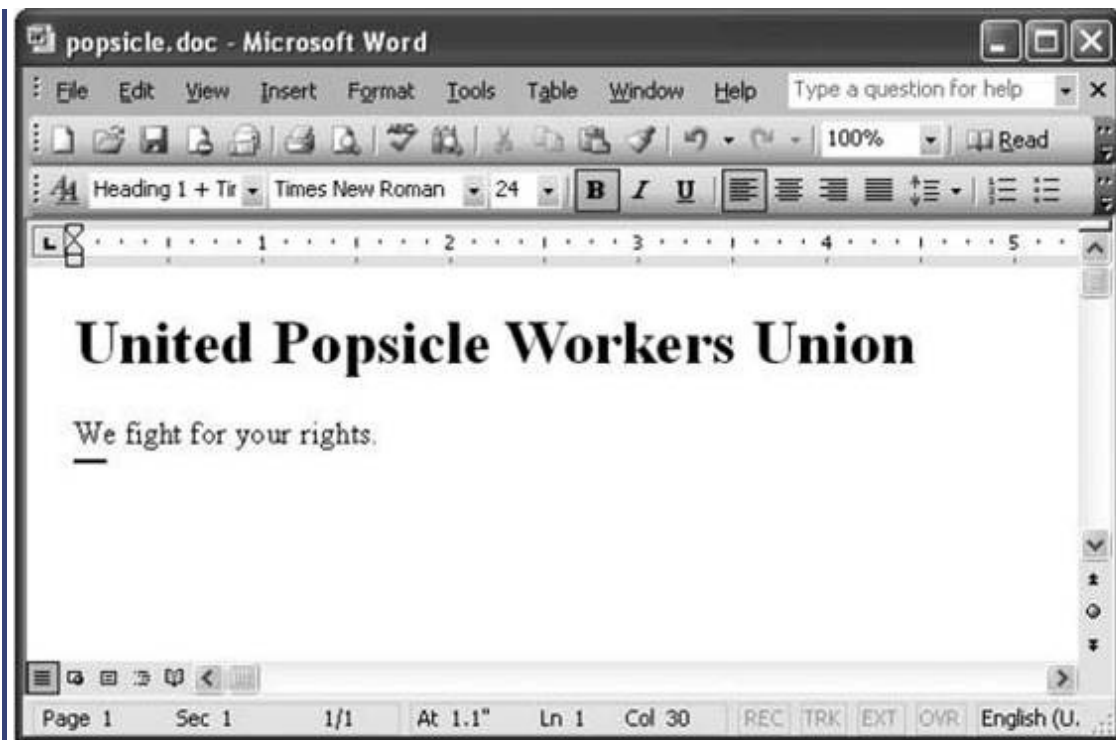 popsicle.doc - Microsoft Word
File Edit View Insert Format Tools Table Window Help Type a question for help
ABC 100% Read
A4 Heading 1 + Tir Times New Roman 24 B I U
1 2 3 4 5
United Popsicle Workers Union
We fight for your rights.
Page 1 Sec 1 1/1 At 1.1" Ln 1 Col 30 REC TRK EXT OVR English (U.